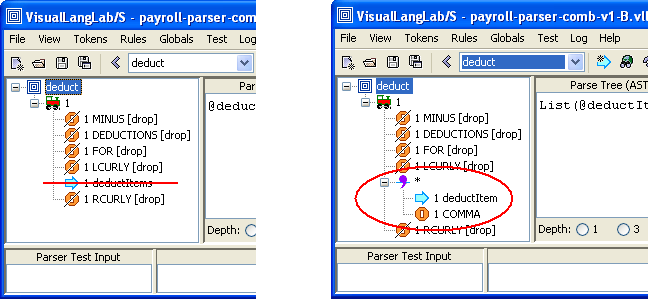 VisualLangLab/S - payroll-parser-com
File View Tokens Rules Globals Test Log
deduct
deduct
1
1 MINUS [drop]
1 DEDUCTIONS [drop]
1 FOR [drop]
1 LCURLY [drop]
1 deductItems
1 RCURLY [drop]
Par
@deduc
Depth:
Parser Test Input
VisualLangLab/S - payroll-parser-comb-v1-B.vll
File View Tokens Rules Globals Test Log
deduct
deduct
1
1 MINUS [drop]
1 DEDUCTIONS [drop]
1 FOR [drop]
1 LCURLY [drop]
*
1 deductItem
1 COMMA
1 RCURLY [drop]
Parse Tree (AST
List(@deductIt
Depth: 1 3
Parser Test Input